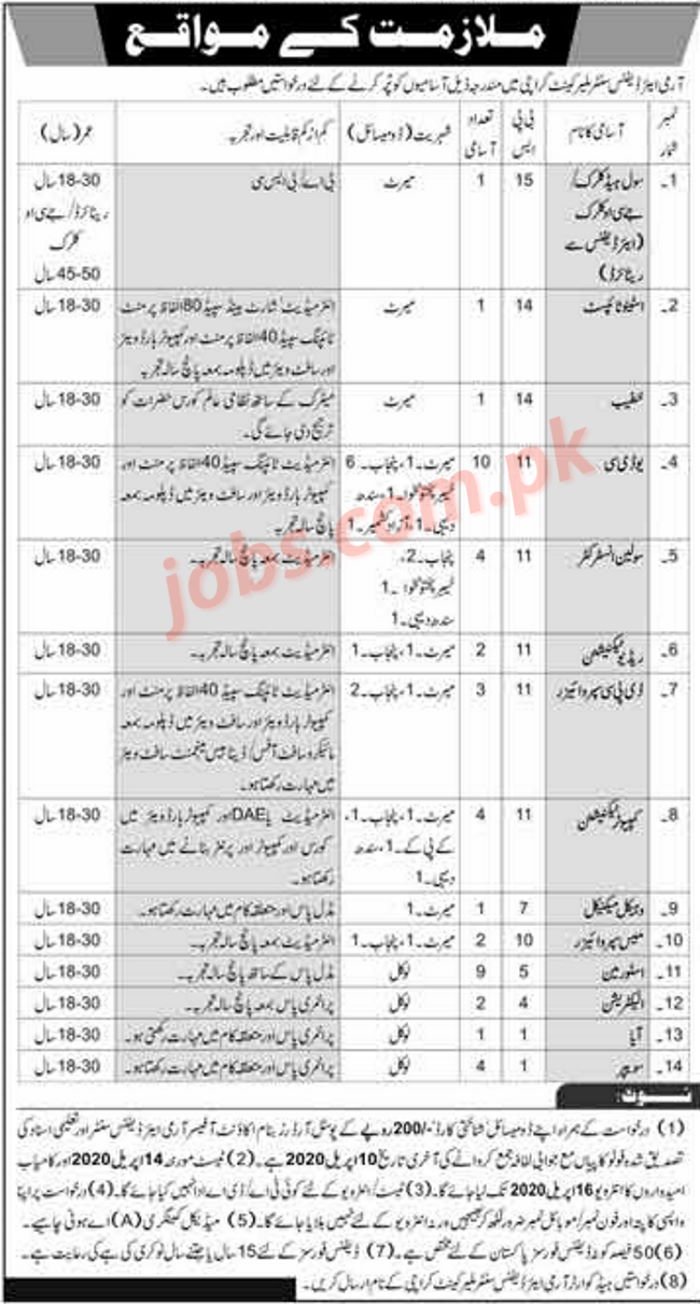 ملازمت کے مواقع
آرمی ایئر ڈیفنس سنٹر ملیر کینٹ کراچی میں مندرجہ ذیل آسامیوں کو پُر کرنے کے لئے درخواستیں مطلوب ہیں۔
نمبر شمار | آسامی کا نام | بی پی ایس | تعداد آسامی | شہریت (ڈومیسائل) | کم از کم قابلیت اور تجربہ | عمر (سال)
1۔ | سول ہیڈ کلرک/ | 15 | 1 | میرٹ | بی اے/ بی ایس سی | 18-30 سال
جے سی او کلرک | ریٹائرڈ/ جے سی او
(ایئر ڈیفنس سے | کلرک
ریٹائرڈ) | 45-50 سال
2۔ | اسٹینو ٹائپسٹ | 14 | 1 | میرٹ | انٹرمیڈیٹ، شارٹ ہینڈ سپیڈ 80 الفاظ پر منٹ | 18-30 سال
ٹائپنگ سپیڈ 40 الفاظ پر منٹ اور کمپیوٹر ہارڈ ویئر
اور سافٹ ویئر میں ڈپلومہ بمعہ پانچ سالہ تجربہ
3۔ | خطیب | 14 | 1 | میرٹ | میٹرک کے ساتھ نظامی عالم کورس حضرات کو | 18-30 سال
ترجیح دی جائے گی۔
4۔ | یو ڈی سی | 11 | 10 | میرٹ۔1، پنجاب۔ 6 | انٹرمیڈیٹ ٹائپنگ سپیڈ 40 الفاظ پر منٹ اور | 18-30 سال
خیبر پختونخوا۔1، سندھ | کمپیوٹر ہارڈ ویئر اور سافٹ ویئر میں ڈپلومہ بمعہ
دیہی۔1، آزاد کشمیر۔1 | پانچ سالہ تجربہ
5۔ | سولین انسٹرکٹر | 11 | 4 | پنجاب۔2، | انٹرمیڈیٹ بمعہ پانچ سالہ تجربہ۔ | 18-30 سال
خیبر پختونخوا۔ 1
سندھ دیہی۔1
6۔ | ریڈیو ٹیکنیشن | 11 | 2 | میرٹ۔1، پنجاب۔1 | انٹرمیڈیٹ بمعہ پانچ سالہ تجربہ۔ | 18-30 سال
7۔ | ڈی پی سی سپروائیزر | 11 | 3 | میرٹ۔1، پنجاب۔2 | انٹرمیڈیٹ ٹائپنگ سپیڈ 40 الفاظ پر منٹ اور | 18-30 سال
کمپیوٹر ہارڈ ویئر اور سافٹ ویئر میں ڈپلومہ بمعہ
مائیکرو سافٹ آفس/ ڈیٹا بیس مینجمنٹ سافٹ ویئر
میں مہارت رکھتا ہو۔
8۔ | کمپیوٹر ٹیکنیشن | 11 | 4 | میرٹ۔1، پنجاب۔1، | انٹرمیڈیٹ یا DAE اور کمپیوٹر ہارڈ ویئر میں | 18-30 سال
کے پی کے۔1، سندھ | کورس اور کمپیوٹر اور پرنٹر بنانے میں مہارت
دیہی۔1 | رکھتا ہو۔
9۔ | وہیکل میکینیکل | 7 | 1 | میرٹ۔1 | مڈل پاس اور متعلقہ کام میں مہارت رکھتا ہو۔ | 18-30 سال
10۔ | میس سپروائیزر | 10 | 2 | میرٹ۔1، پنجاب۔1 | انٹرمیڈیٹ بمعہ پانچ سالہ تجربہ۔ | 18-30 سال
11۔ | اسٹورمین | 5 | 9 | لوکل | مڈل پاس کے ساتھ پانچ سالہ تجربہ۔ | 18-30 سال
12۔ | الیکٹریشن | 4 | 2 | لوکل | پرائمری پاس بمعہ پانچ سالہ تجربہ۔ | 18-30 سال
13۔ | آیا | 1 | 1 | لوکل | پرائمری پاس اور متعلقہ کام میں مہارت رکھتی ہو۔ | 18-30 سال
14۔ | سویپر | 1 | 4 | لوکل | پرائمری پاس اور متعلقہ کام میں مہارت رکھتا ہو۔ | 18-30 سال
نوٹ:
(1) درخواست کے ہمراہ اپنے ڈومیسائل شناختی کارڈ، -/200 روپے کے پوسٹل آرڈرز بنام اکاؤنٹ آفیسر آرمی ایئر ڈیفنس سنٹر اور تعلیمی اسناد کی
تصدیق شدہ فوٹو کاپیاں مع جوابی لفافہ جمع کروانے کی آخری تاریخ 10 اپریل 2020 ہے۔ (2) ٹیسٹ مورخہ 14 اپریل 2020 اور کامیاب
امیدواروں کا انٹرویو 16 اپریل 2020 تک لیا جائے گا۔ (3) ٹیسٹ/ انٹرویو کے لئے کوئی ٹی اے/ ڈی اے ادا نہیں کیا جائے گا۔ (4) درخواست پر اپنا
واپسی کا پتہ اور فون نمبر/ موبائل نمبر ضرور لکھ کر بھیجیں ورنہ انٹرویو کے لئے نہیں بلایا جائے گا۔ (5) میڈیکل کیٹگری (A) اے ہونی چاہیے۔
(6) 50 فیصد کوٹہ ڈیفنس فورسز پاکستان کے لئے مختص ہے۔ (7) ڈیفنس فورسز کے لئے 15 سال یا جتنے سال نوکری کی ہے کی رعایت ہے۔
(8) درخواستیں ہیڈ کوارٹر آرمی ایئر ڈیفنس سنٹر ملیر کینٹ کراچی کے نام ارسال کریں۔
jobs.com.pk